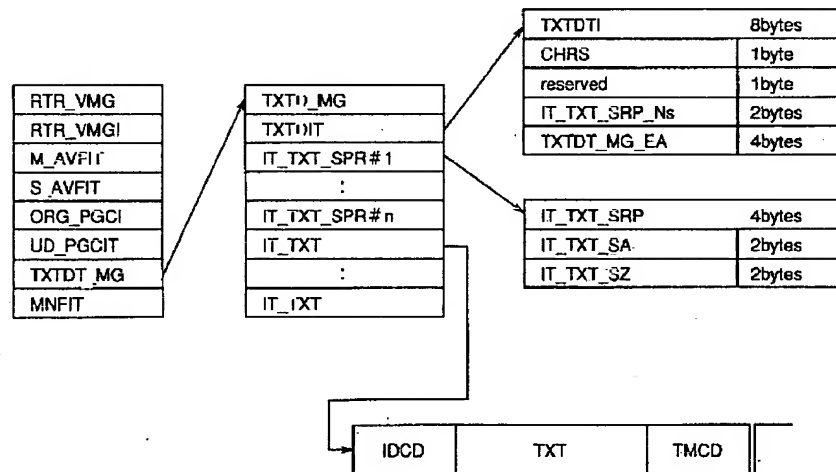 RTR_VMG
RTR_VMGI
M_AVFIT
S_AVFIT
ORG_PGCI
UD_PGCIT
TXTDT_MG
MNFIT
TXTD_MG
TXTDIT
IT_TXT_SPR#1
:
IT_TXT_SPR#n
IT_TXT
:
IT_TXT
TXTDTI 8bytes
CHRS 1byte
reserved 1byte
IT_TXT_SRP_Ns 2bytes
TXTDT_MG_EA 4bytes
IT_TXT_SRP 4bytes
IT_TXT_SA 2bytes
IT_TXT_SZ 2bytes
IDCD TXT TMCD